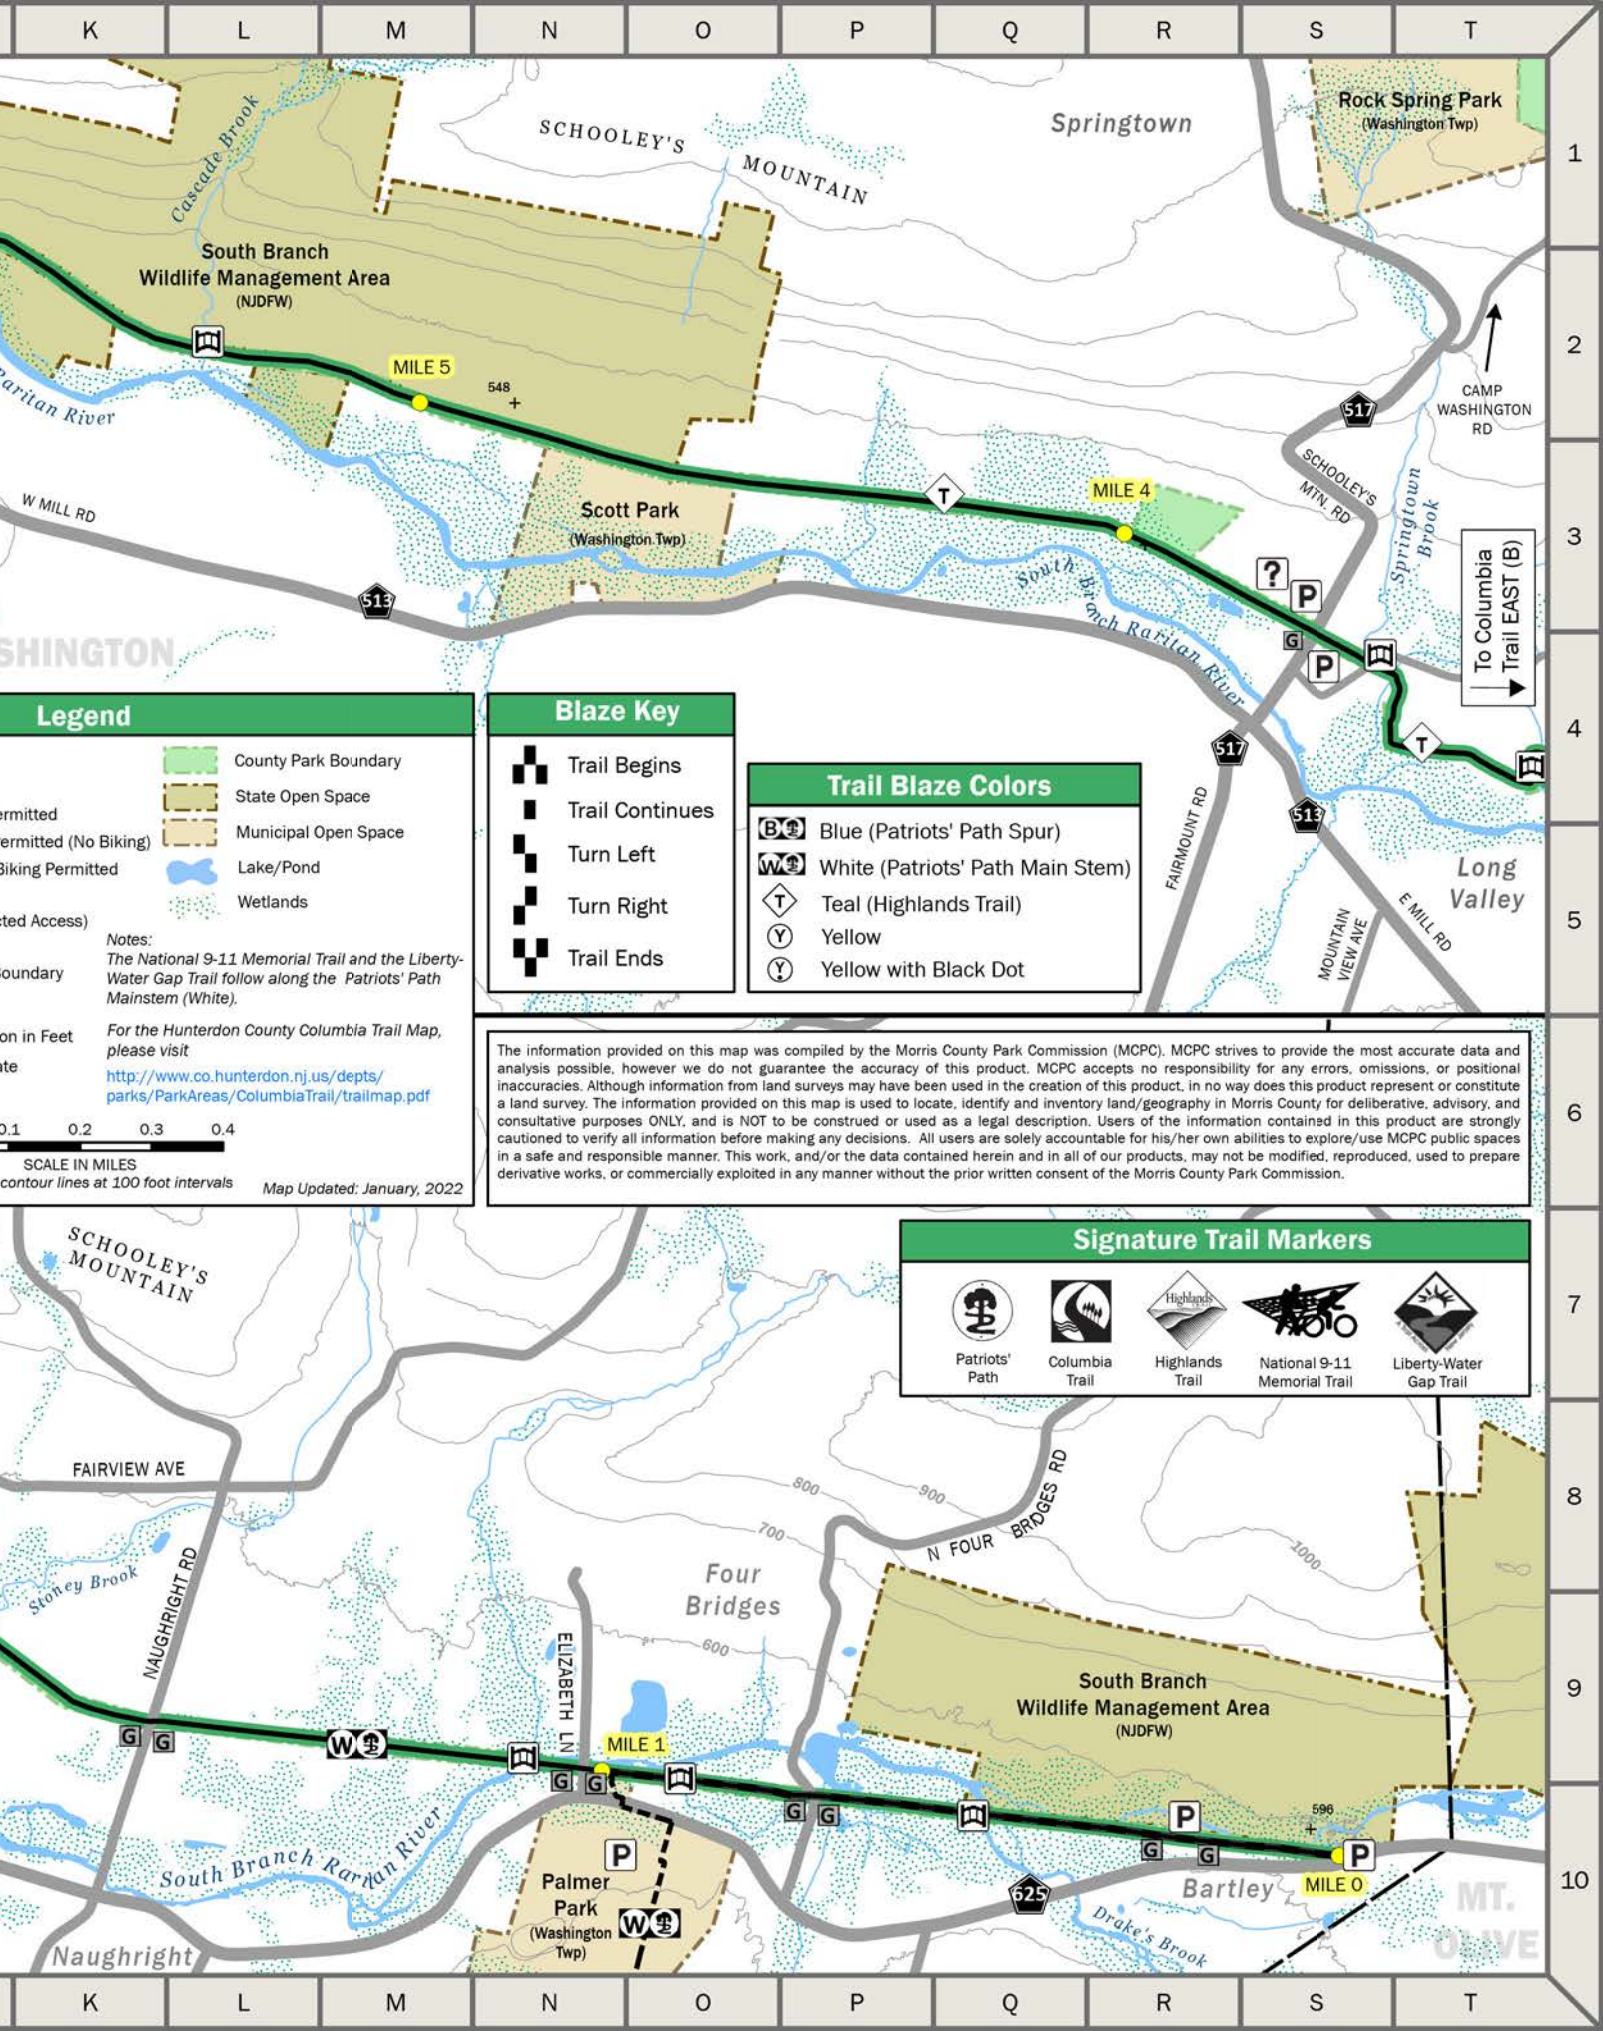 K L M N O P Q R S T
Rock Spring Park
(Washington Twp)
Springtown
SCHOOLEY'S
MOUNTAIN
1
Cascade Brook
South Branch
Wildlife Management Area
(NJDFW)
2
MILE 5
548
517
CAMP
WASHINGTON
RD
Raritan River
SCHOOLEY'S
MTN. RD
MILE 4
T
W MILL RD
Scott Park
(Washington Twp)
Springtown
Brook
3
To Columbia
Trail EAST (B)
?
P
513
South Branch Raritan River
G
P
SHINGTON
4
T
517
513
FAIRMOUNT RD
Long
Valley
E MILL RD
MOUNTAIN
VIEW AVE
5
Legend
County Park Boundary
State Open Space
ermitted
ermitted (No Biking)
Municipal Open Space
Biking Permitted
Lake/Pond
Wetlands
cted Access)
oundary
on in Feet
ate
Notes:
The National 9-11 Memorial Trail and the Liberty-
Water Gap Trail follow along the Patriots' Path
Mainstem (White).
For the Hunterdon County Columbia Trail Map,
please visit
http://www.co.hunterdon.nj.us/depts/
parks/ParkAreas/ColumbiaTrail/trailmap.pdf
0.1 0.2 0.3 0.4
SCALE IN MILES
contour lines at 100 foot intervals
Map Updated: January, 2022
Blaze Key
Trail Begins
Trail Continues
Turn Left
Turn Right
Trail Ends
Trail Blaze Colors
B Blue (Patriots' Path Spur)
W White (Patriots' Path Main Stem)
T Teal (Highlands Trail)
Y Yellow
Y Yellow with Black Dot
The information provided on this map was compiled by the Morris County Park Commission (MCPC). MCPC strives to provide the most accurate data and
analysis possible, however we do not guarantee the accuracy of this product. MCPC accepts no responsibility for any errors, omissions, or positional
inaccuracies. Although information from land surveys may have been used in the creation of this product, in no way does this product represent or constitute
a land survey. The information provided on this map is used to locate, identify and inventory land/geography in Morris County for deliberative, advisory, and
consultative purposes ONLY, and is NOT to be construed or used as a legal description. Users of the information contained in this product are strongly
cautioned to verify all information before making any decisions. All users are solely accountable for his/her own abilities to explore/use MCPC public spaces
in a safe and responsible manner. This work, and/or the data contained herein and in all of our products, may not be modified, reproduced, used to prepare
derivative works, or commercially exploited in any manner without the prior written consent of the Morris County Park Commission.
6
Signature Trail Markers
Highlands
Patriots'
Path
Columbia
Trail
Highlands
Trail
National 9-11
Memorial Trail
Liberty-Water
Gap Trail
7
SCHOOLEY'S
MOUNTAIN
FAIRVIEW AVE
800
900
700
1000
N FOUR BRIDGES RD
8
Stoney Brook
NAUGHRIGHT RD
Four
Bridges
ELIZABETH LN
600
South Branch
Wildlife Management Area
(NJDFW)
9
G G
W
MILE 1
G G
G G
P
596
G G
P
MILE 0
South Branch Raritan River
P
Palmer
Park
(Washington
Twp)
W
625
Bartley
Drake's Brook
MT.
OLIVE
10
Naughright
K L M N O P Q R S T